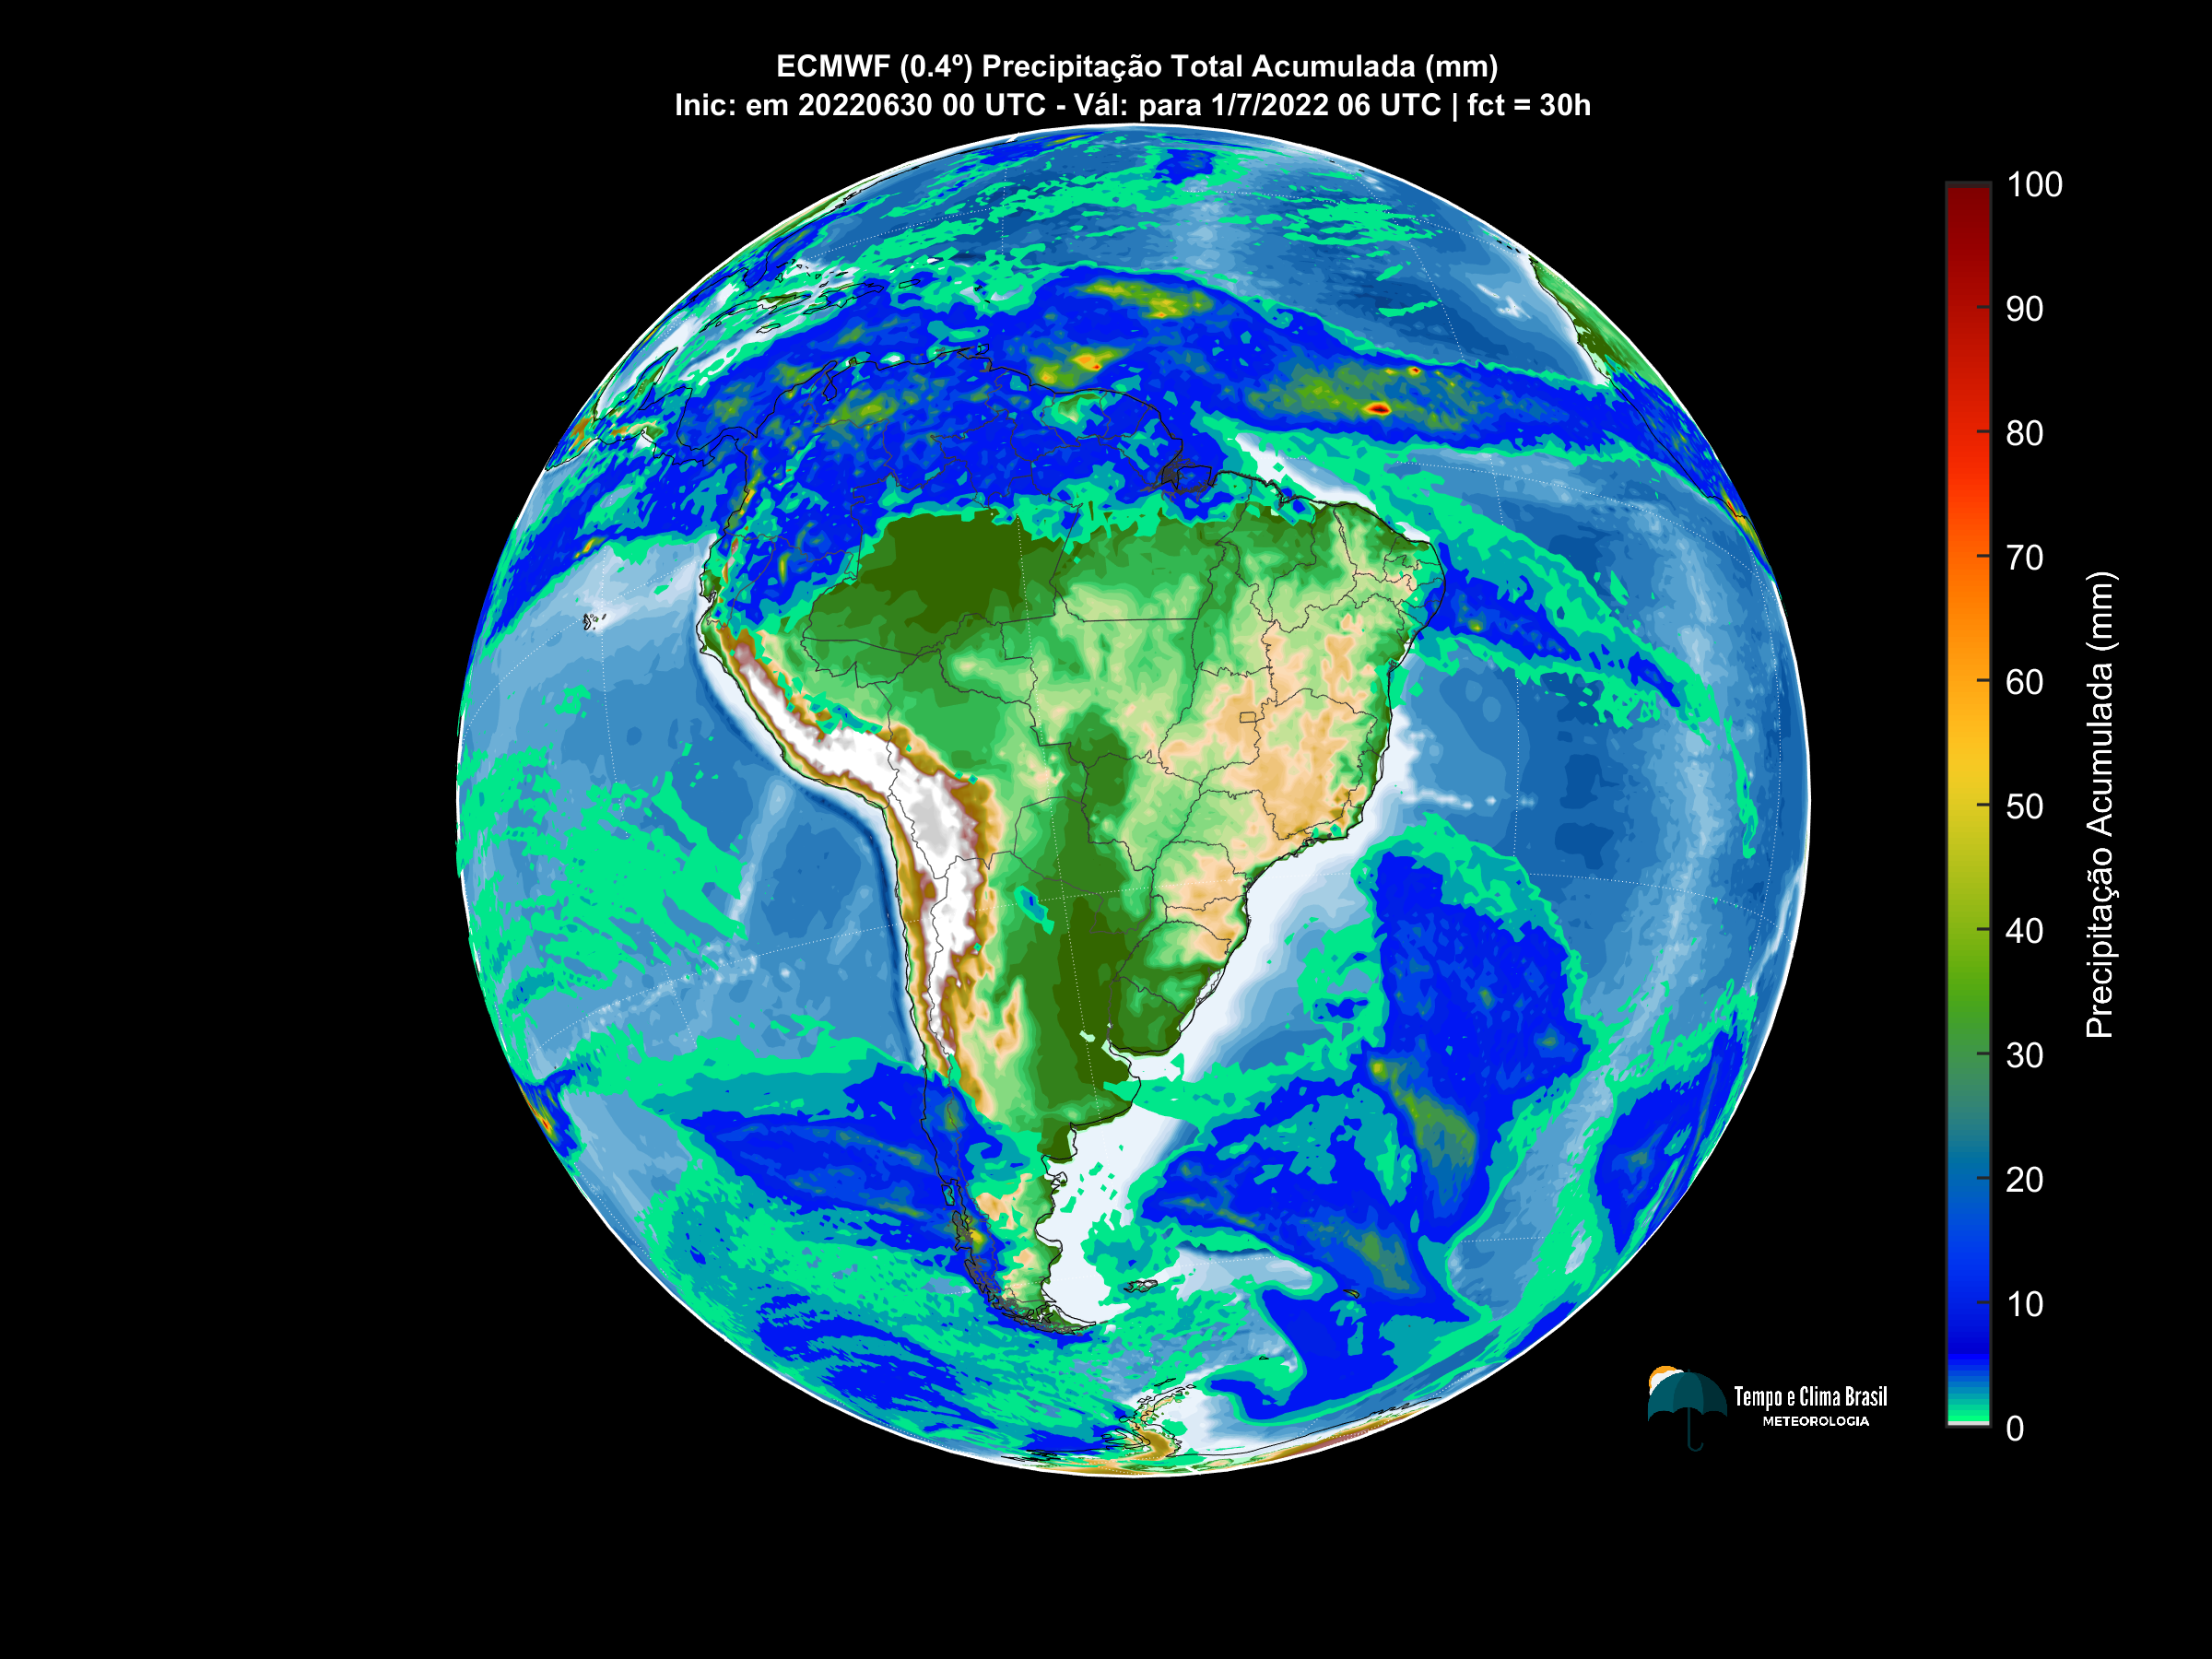 ECMWF (0.4º) Precipitação Total Acumulada (mm)
Inic: em 20220630 00 UTC - Vál: para 1/7/2022 06 UTC | fct = 30h
100
90
80
70
60
50
40
30
20
10
0
Precipitação Acumulada (mm)
Tempo e Clima Brasil
METEOROLOGIA